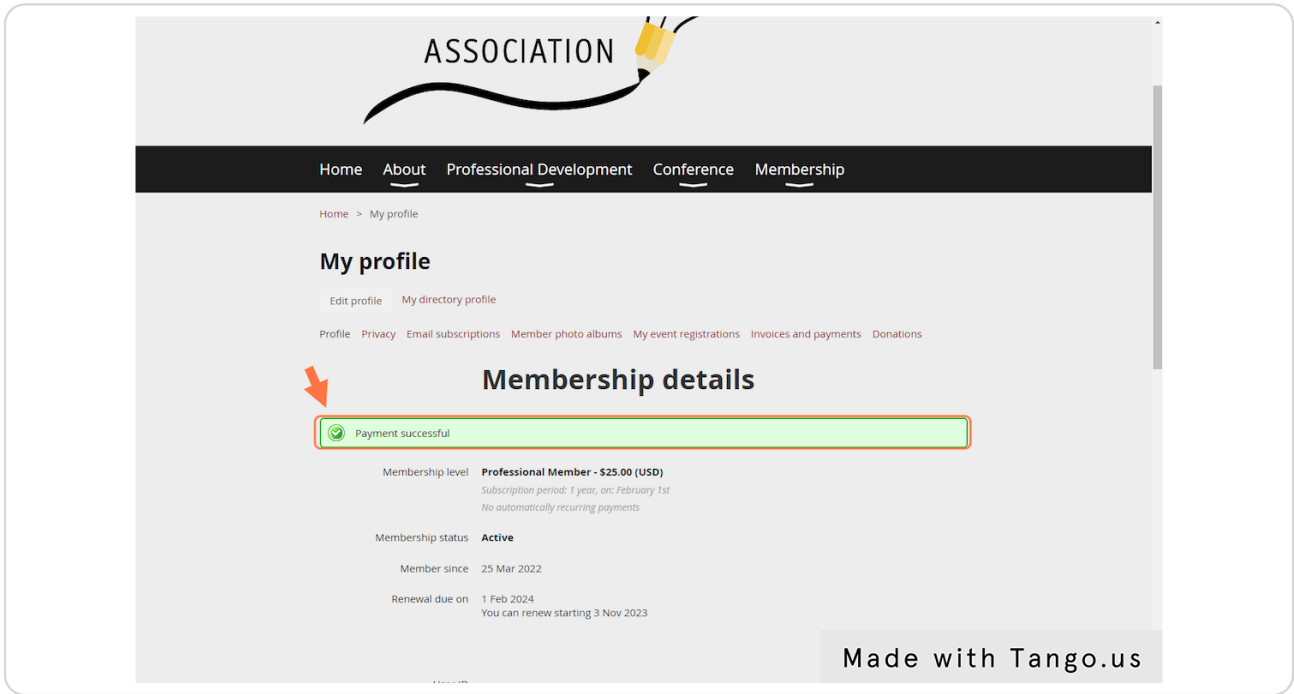 ASSOCIATION
Home About Professional Development Conference Membership
Home > My profile
My profile
Edit profile My directory profile
Profile Privacy Email subscriptions Member photo albums My event registrations Invoices and payments Donations
Membership details
Payment successful
Membership level Professional Member - $25.00 (USD)
Subscription period: 1 year, on: February 1st
No automatically recurring payments
Membership status Active
Member since 25 Mar 2022
Renewal due on 1 Feb 2024
You can renew starting 3 Nov 2023
Made with Tango.us